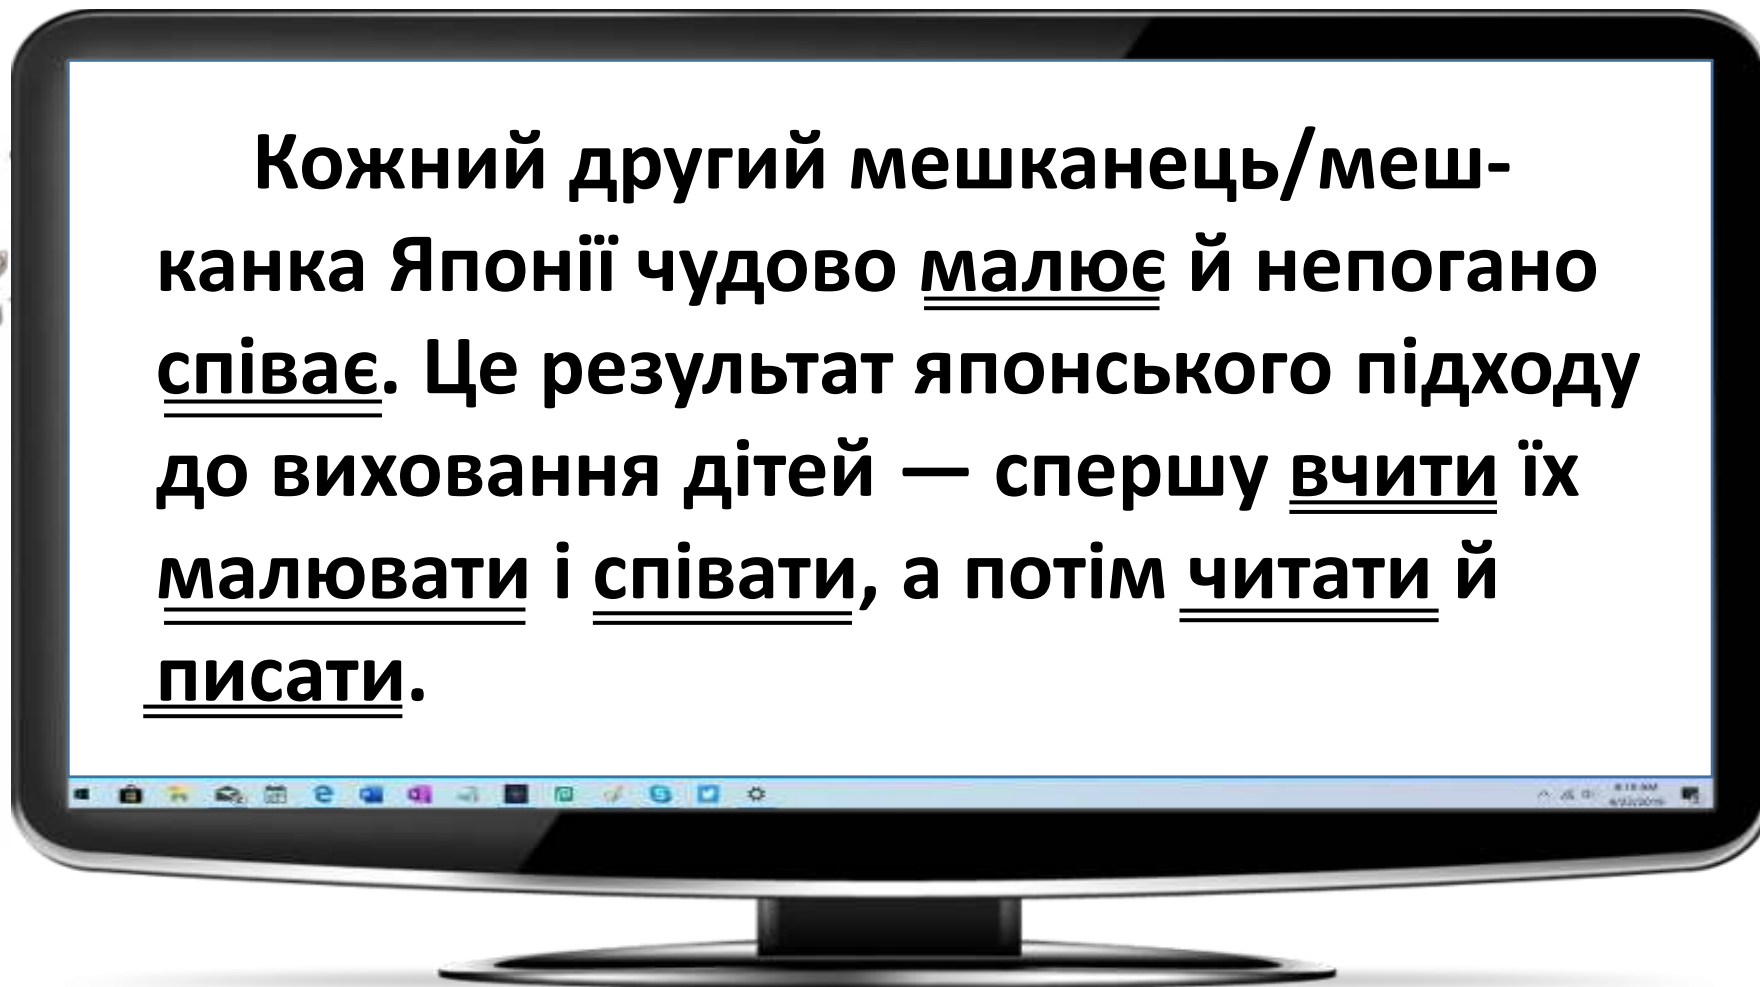 Кожний другий мешканець/меш-
канка Японії чудово малює й непогано
співає. Це результат японського підходу
до виховання дітей — спершу вчити їх
малювати і співати, а потім читати й
писати.